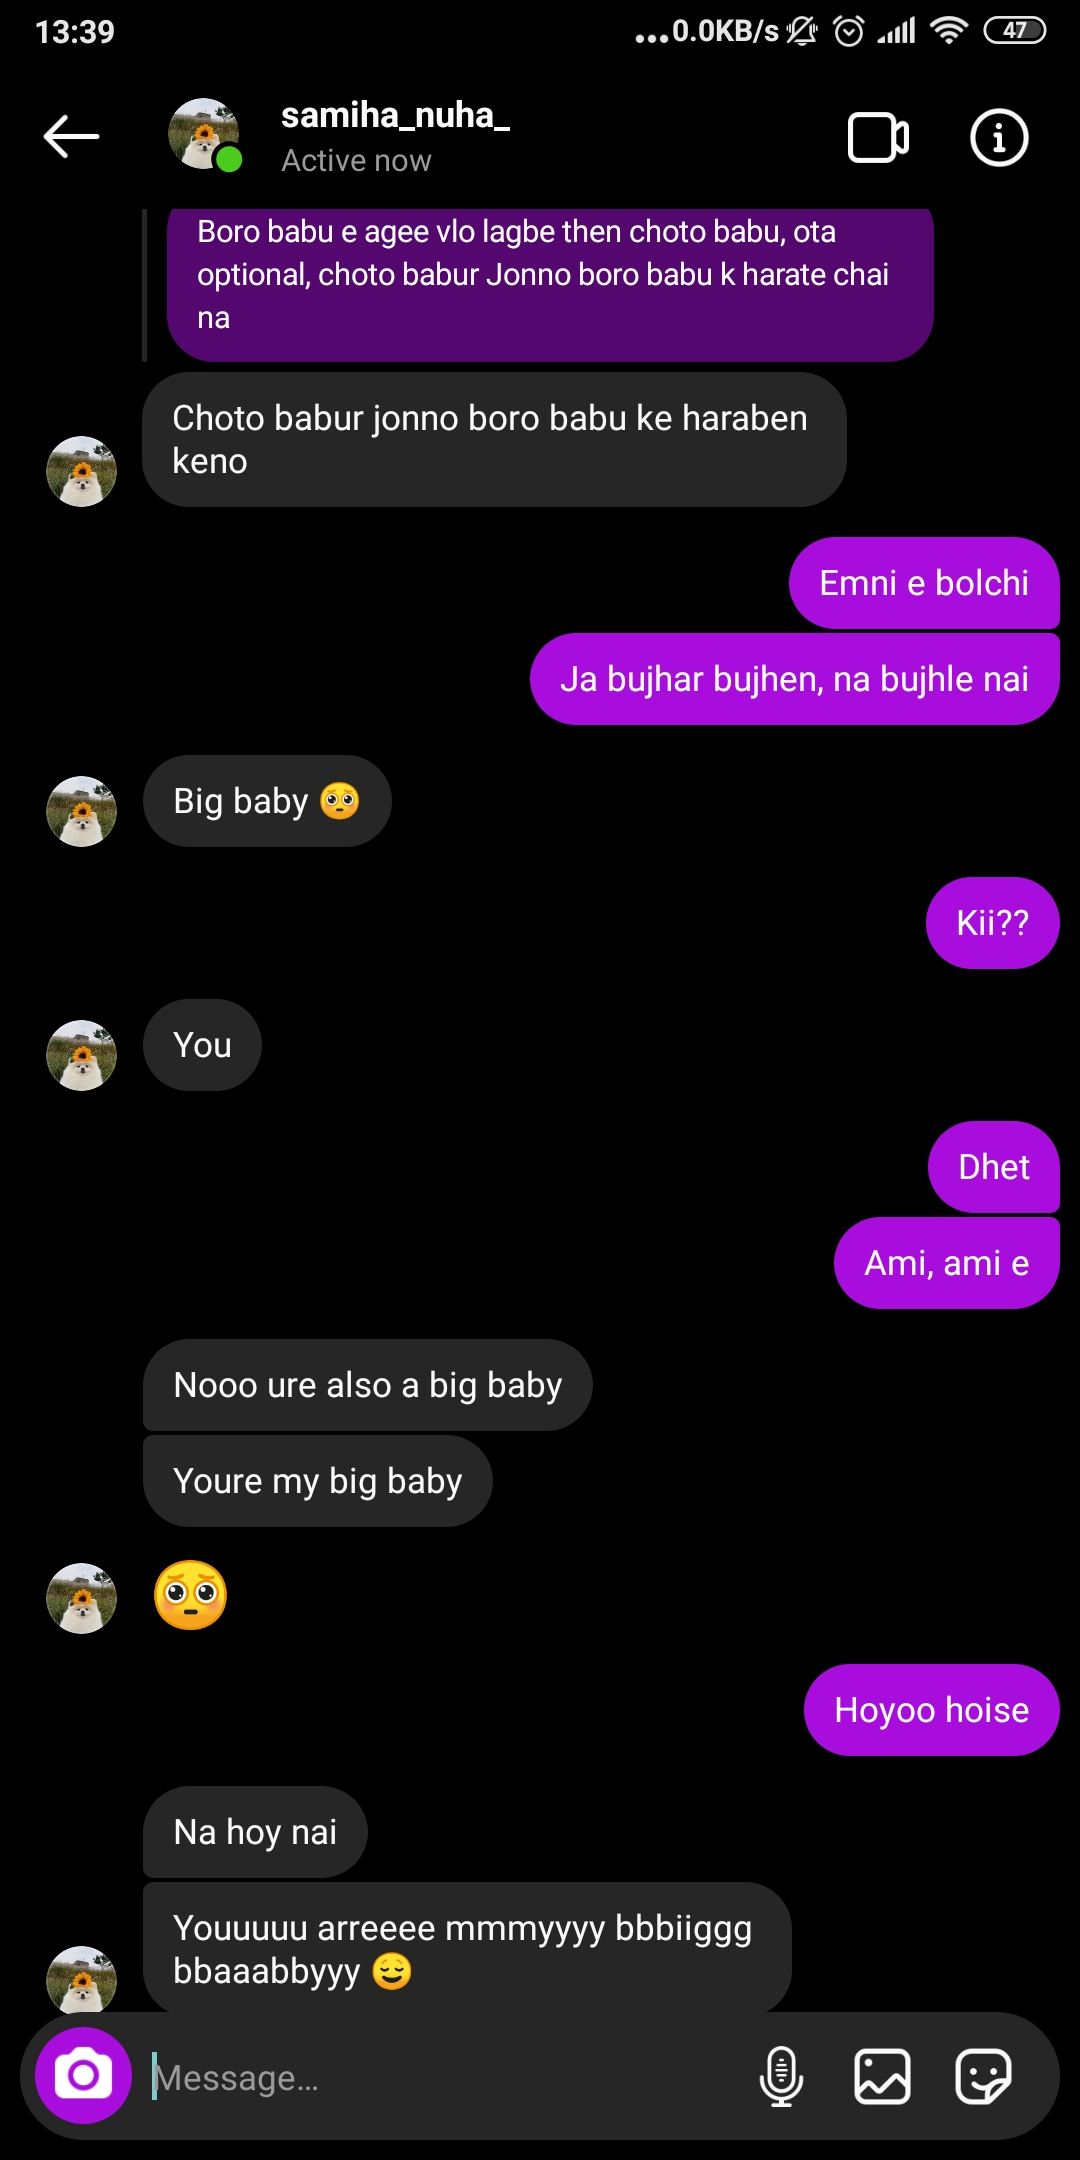 13:39
...0.0KB/s
47
samiha_nuha_
Active now
Boro babu e agee vlo lagbe then choto babu, ota
optional, choto babur Jonno boro babu k harate chai
na
Choto babur jonno boro babu ke haraben
keno
Emni e bolchi
Ja bujhar bujhen, na bujhle nai
Big baby 🥺
Kii??
You
Dhet
Ami, ami e
Nooo ure also a big baby
Youre my big baby
🥺
Hoyoo hoise
Na hoy nai
Youuuuu arreeee mmmyyyy bbbiiggg
bbaaabbyyy 😌
Message...